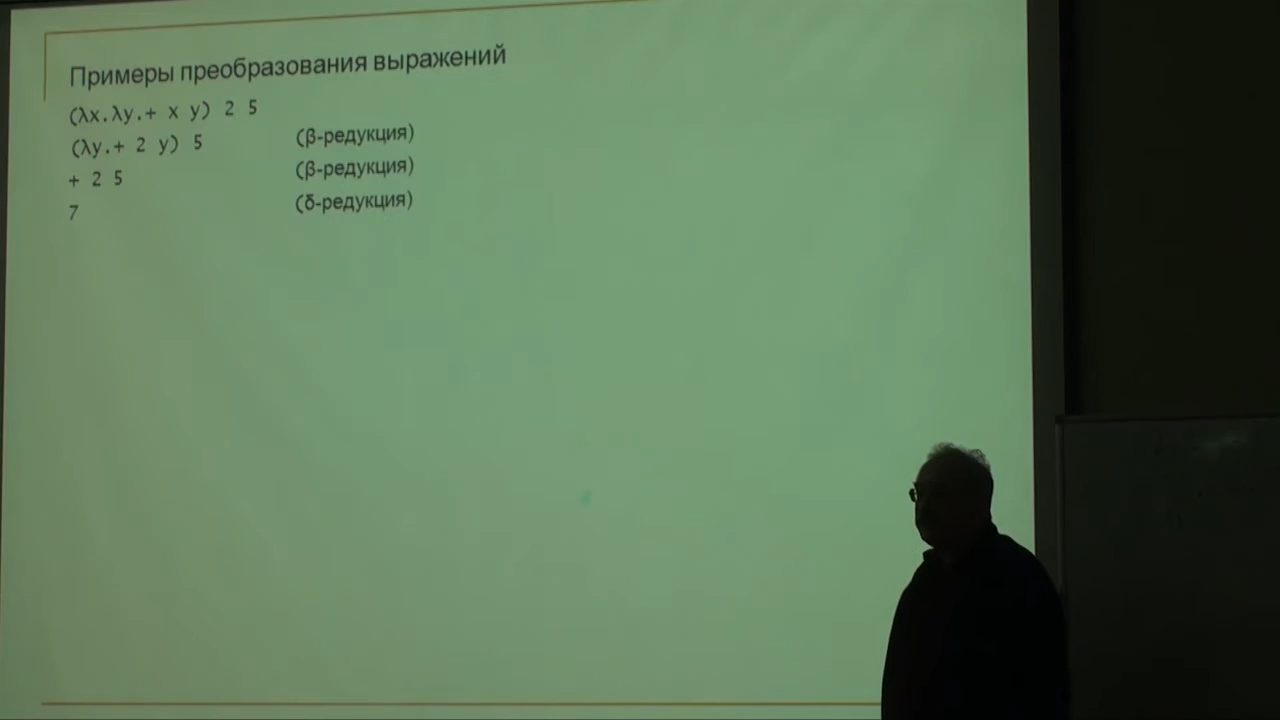 Примеры преобразования выражений
(λx.λy.+ x y) 2 5
(λy.+ 2 y) 5 (β-редукция)
+ 2 5 (β-редукция)
7 (δ-редукция)